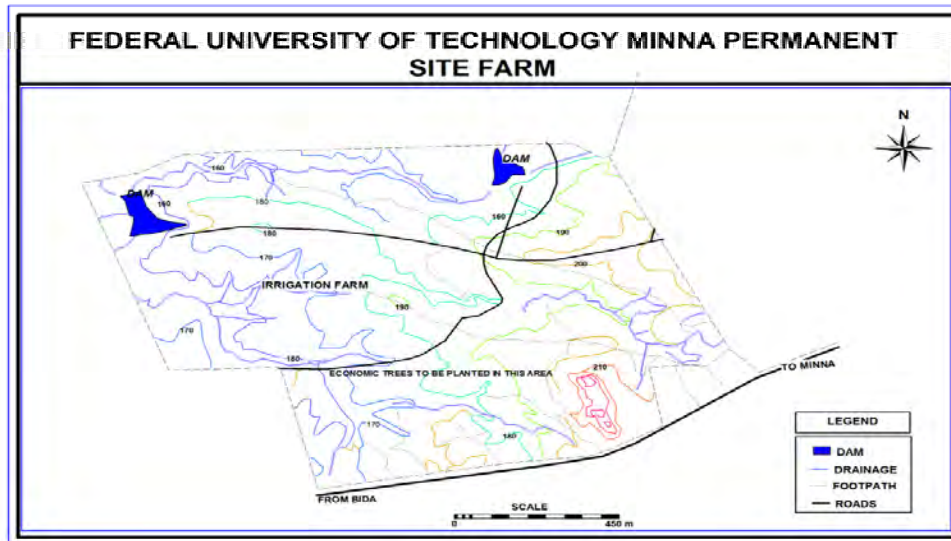 FEDERAL UNIVERSITY OF TECHNOLOGY MINNA PERMANENT
SITE FARM
N
DAM
160
DAM
160
180
160
190
180
170
200
IRRIGATION FARM
190
170
180
ECONOMIC TREES TO BE PLANTED IN THIS AREA
210
TO MINNA
170
180
FROM BIDA
SCALE
0 450 m
LEGEND
DAM
DRAINAGE
FOOTPATH
ROADS